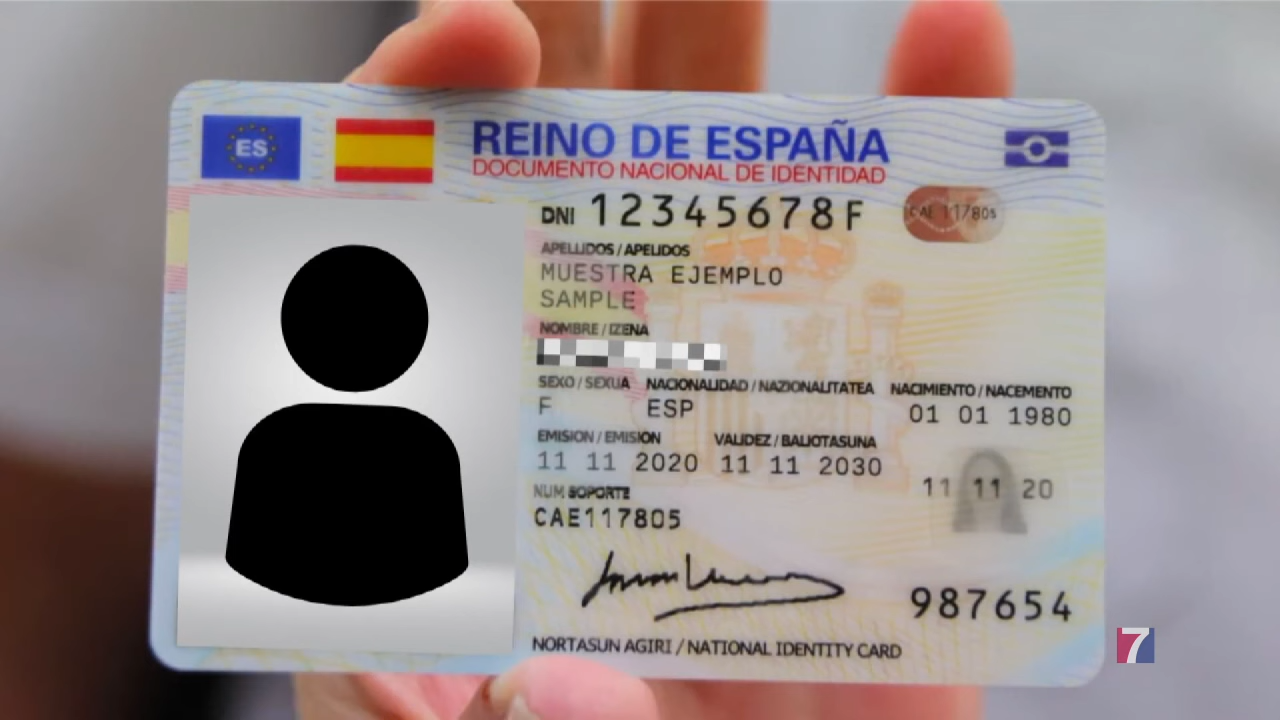 ES
REINO DE ESPAÑA
DOCUMENTO NACIONAL DE IDENTIDAD
DNI 12345678F
CAE 117805
APELLIDOS / APELIDOS
MUESTRA EJEMPLO
SAMPLE
NOMBRE / IZENA
SEXO / SEXUA NACIONALIDAD / NAZIONALITATEA NACIMIENTO / NACEMENTO
F ESP 01 01 1980
EMISION / EMISION VALIDEZ / BALIOTASUNA
11 11 2020 11 11 2030
11 11 20
NUM SOPORTE
CAE117805
987654
NORTASUN AGIRI / NATIONAL IDENTITY CARD
7